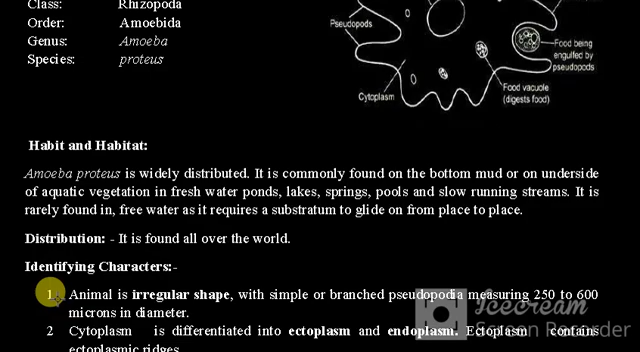 Class: Rhizopoda
Order: Amoebida
Genus: Amoeba
Species: proteus
Pseudopods
Food being
engulfed by
pseudopods
Food vacuole
(digests food)
Cytoplasm
Habit and Habitat:
Amoeba proteus is widely distributed. It is commonly found on the bottom mud or on underside
of aquatic vegetation in fresh water ponds, lakes, springs, pools and slow running streams. It is
rarely found in, free water as it requires a substratum to glide on from place to place.
Distribution: - It is found all over the world.
Identifying Characters:-
1. Animal is irregular shape, with simple or branched pseudopodia measuring 250 to 600
microns in diameter.
2 Cytoplasm is differentiated into ectoplasm and endoplasm. Ectoplasm contains
ectoplasmic ridges.
Icecream
Screen Recorder